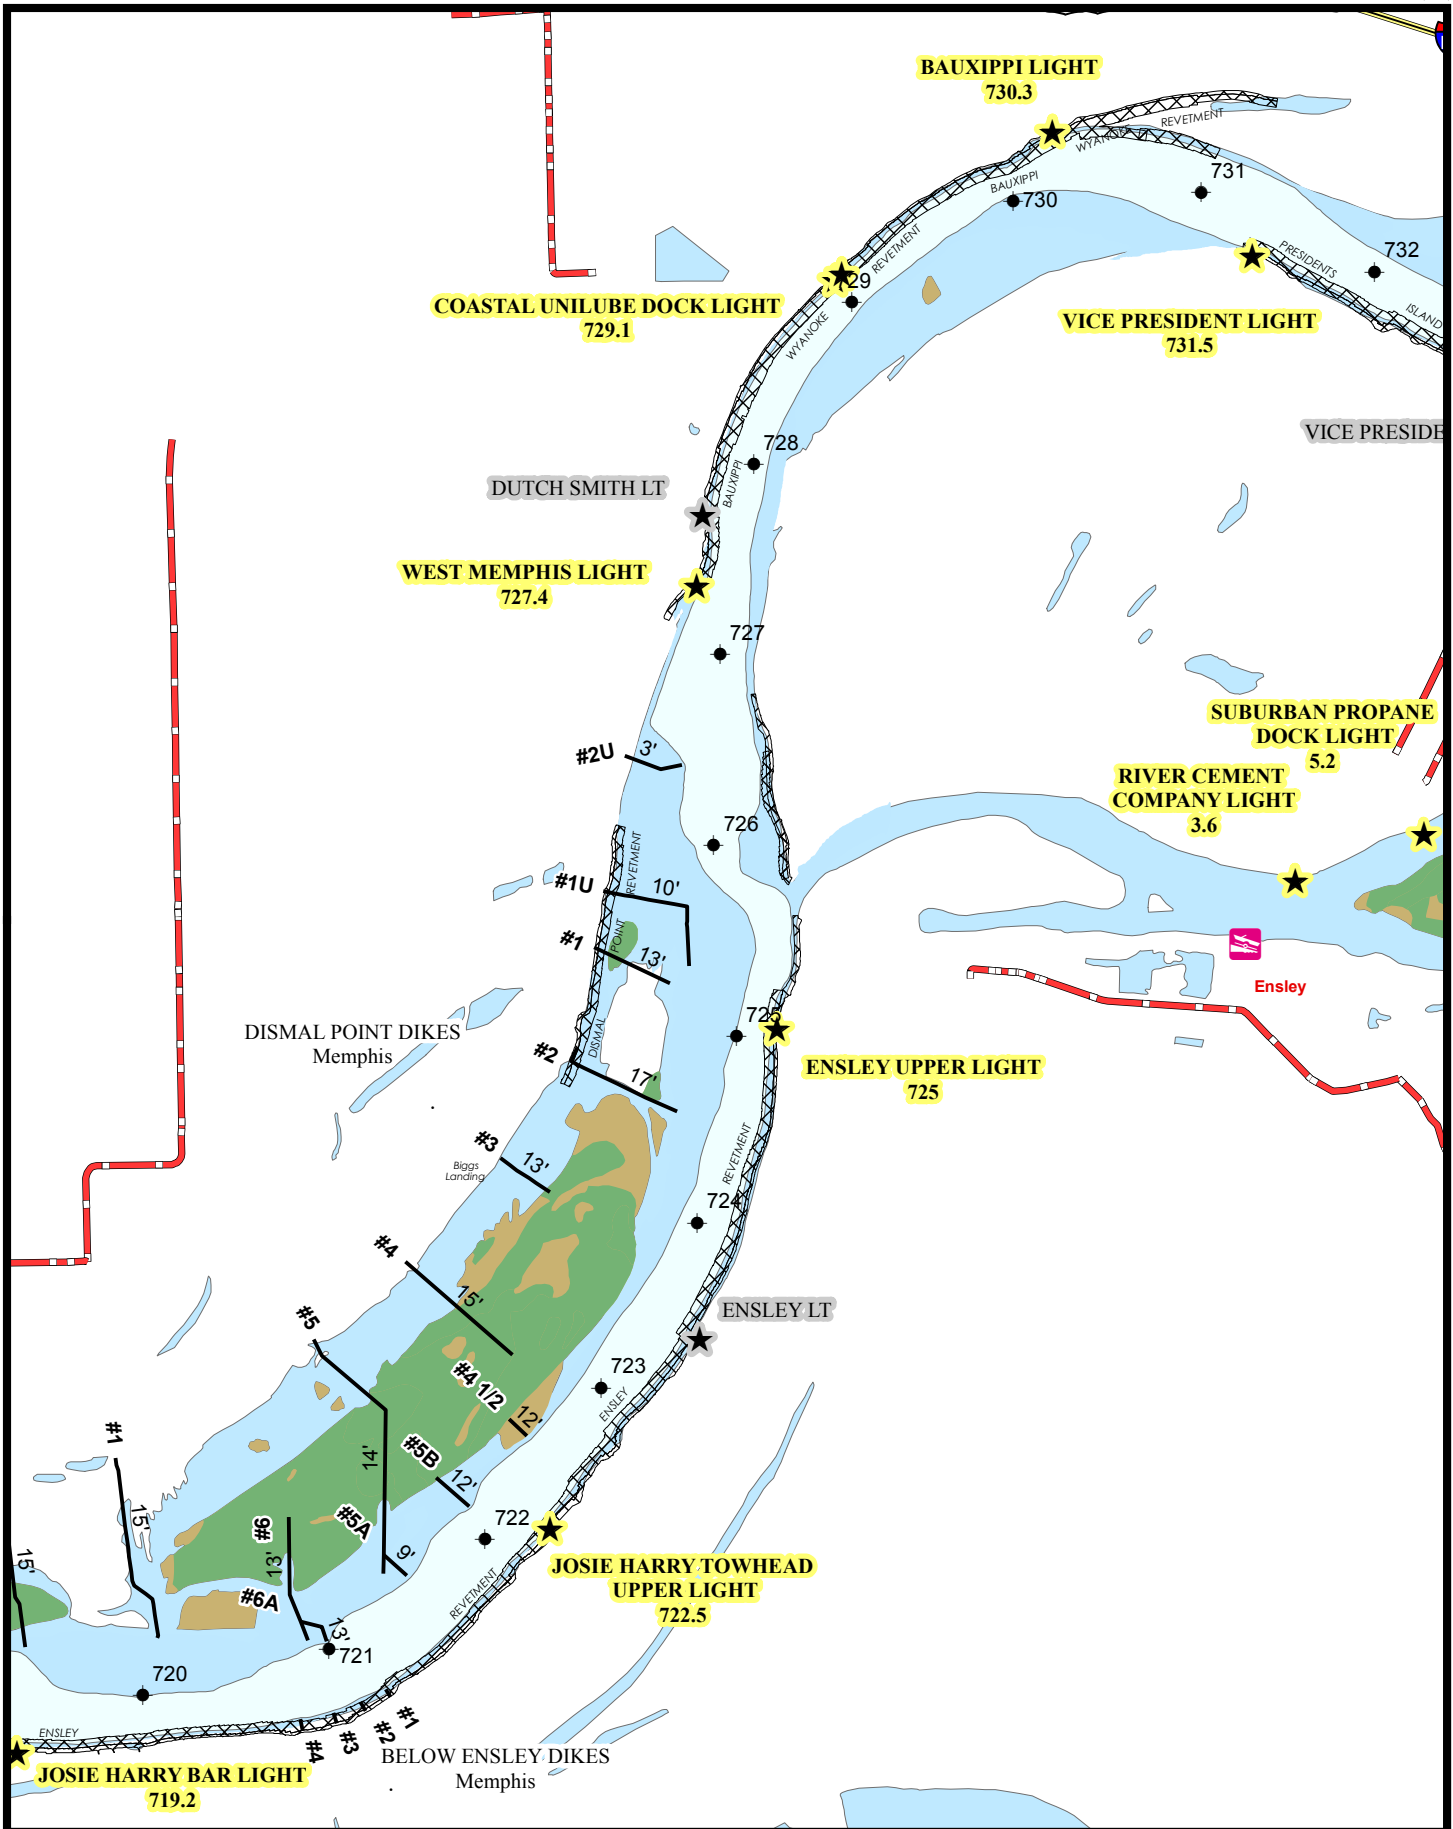 BAUXIPPI LIGHT
730.3
REVETMENT
WYANOKE
731
BAUXIPPI
730
REVETMENT
PRESIDENTS
732
729
COASTAL UNILUBE DOCK LIGHT
729.1
WYANOKE
VICE PRESIDENT LIGHT
731.5
ISLAND
VICE PRESIDE
728
BAUXIPPI
DUTCH SMITH LT
WEST MEMPHIS LIGHT
727.4
727
SUBURBAN PROPANE
DOCK LIGHT
5.2
#2U
3'
RIVER CEMENT
COMPANY LIGHT
3.6
726
REVETMENT
#1U
10'
#1
POINT
13'
Ensley
725
DISMAL
DISMAL POINT DIKES
Memphis
#2
17'
ENSLEY UPPER LIGHT
725
#3
13'
Biggs
Landing
REVETMENT
724
#4
15'
ENSLEY LT
#5
723
#4 1/2
12'
ENSLEY
#1
14'
#5B
12'
15'
#5A
722
#6
9'
15'
13'
JOSIE HARRY TOWHEAD
UPPER LIGHT
722.5
REVETMENT
#6A
13'
721
720
ENSLEY
#1
#2
#3
#4
BELOW ENSLEY DIKES
Memphis
JOSIE HARRY BAR LIGHT
719.2